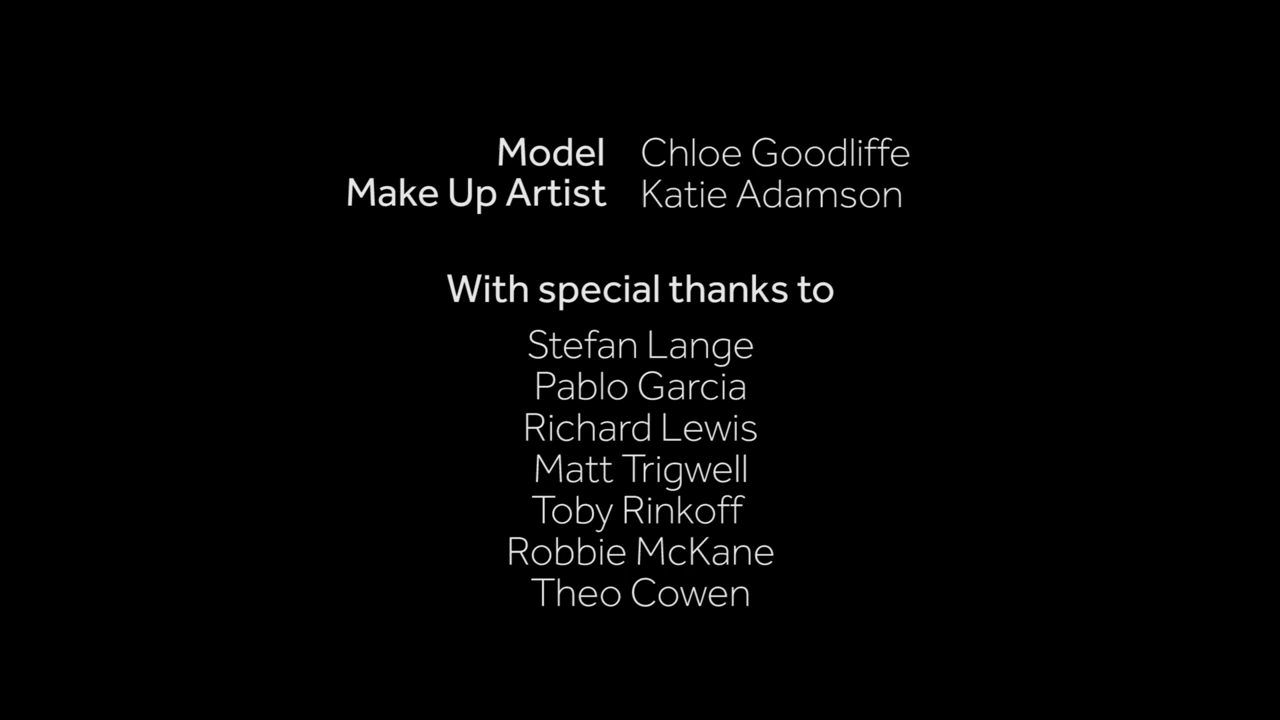 Model Chloe Goodliffe
Make Up Artist Katie Adamson
With special thanks to
Stefan Lange
Pablo Garcia
Richard Lewis
Matt Trigwell
Toby Rinkoff
Robbie McKane
Theo Cowen